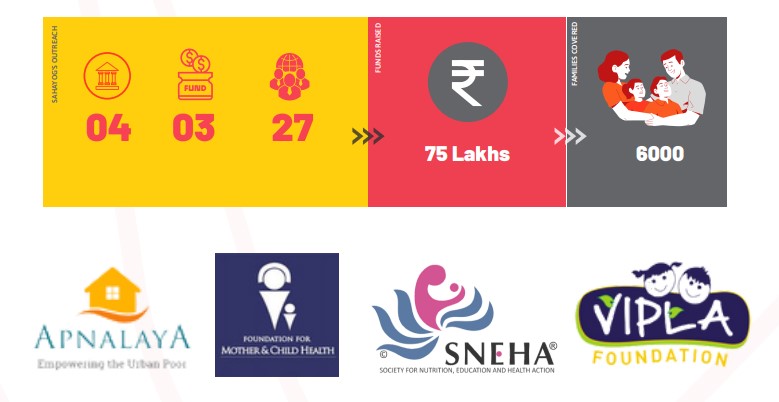 SAHAYOG'S OUTREACH
FUND
04 03 27
FUNDS RAISED
₹
75 Lakhs
FAMILIES COVERED
6000
APNALAYA
Empowering the Urban Poor
FOUNDATION FOR
MOTHER & CHILD HEALTH
© SNEHA®
SOCIETY FOR NUTRITION, EDUCATION AND HEALTH ACTION
VIPLA
FOUNDATION